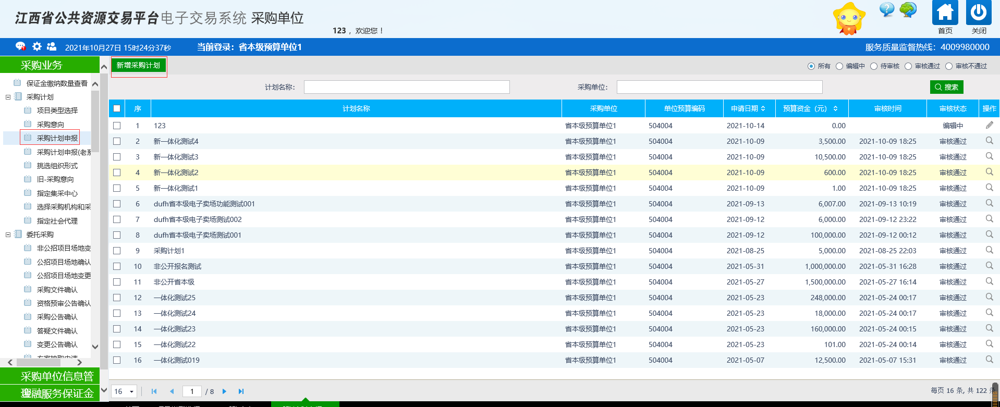 江西省公共资源交易平台 电子交易系统 采购单位
123 ，欢迎您！
首页
关闭
2021年10月27日 15时24分37秒
当前登录：省本级预算单位1
服务质量监督热线：4009980000
采购业务
保证金缴纳数量查看
采购计划
项目类型选择
采购意向
采购计划申报
采购计划申报(老系
挑选组织形式
旧-采购意向
指定集采中心
选择采购机构和采
指定社会代理
委托采购
非公招项目场地变
公招项目场地确认
公招项目场地变更
采购文件确认
资格预审公告确认
采购公告确认
答疑文件确认
变更公告确认
采购单位信息管
金融服务保证金
新增采购计划
所有 编辑中 待审核 审核通过 审核不通过
计划名称：
采购单位：
搜索
序 计划名称 采购单位 单位预算编码 申请日期 预算资金（元） 审核时间 审核状态 操作
1 123 省本级预算单位1 504004 2021-10-14 0.00 编辑中
2 新一体化测试4 省本级预算单位1 504004 2021-10-09 3,500.00 2021-10-09 18:25 审核通过
3 新一体化测试3 省本级预算单位1 504004 2021-10-09 10,500.00 2021-10-09 18:25 审核通过
4 新一体化测试2 省本级预算单位1 504004 2021-10-09 600.00 2021-10-09 18:25 审核通过
5 新一体化测试1 省本级预算单位1 504004 2021-10-09 1.00 2021-10-09 18:25 审核通过
6 dufh省本级电子卖场功能测试001 省本级预算单位1 504004 2021-09-13 6,007.00 2021-09-13 10:19 审核通过
7 dufh省本级电子卖场测试002 省本级预算单位1 504004 2021-09-12 6,000.00 2021-09-12 23:22 审核通过
8 dufh省本级电子卖场测试001 省本级预算单位1 504004 2021-09-12 100,000.00 2021-09-12 00:12 审核通过
9 采购计划1 省本级预算单位1 504004 2021-08-25 5,000.00 2021-08-25 22:03 审核通过
10 非公开报名测试 省本级预算单位1 504004 2021-05-31 1,000,000.00 2021-05-31 16:28 审核通过
11 非公开省本级 省本级预算单位1 504004 2021-05-27 1,500,000.00 2021-05-27 16:14 审核通过
12 一体化测试25 省本级预算单位1 504004 2021-05-23 248,000.00 2021-05-24 00:17 审核通过
13 一体化测试24 省本级预算单位1 504004 2021-05-23 18,000.00 2021-05-24 00:17 审核通过
14 一体化测试23 省本级预算单位1 504004 2021-05-23 160,000.00 2021-05-24 00:15 审核通过
15 一体化测试22 省本级预算单位1 504004 2021-05-23 101.00 2021-05-24 00:14 审核通过
16 一体化测试019 省本级预算单位1 504004 2021-05-07 12,500.00 2021-05-07 15:31 审核通过
16 1 / 8
每页 16 条, 共 122 条